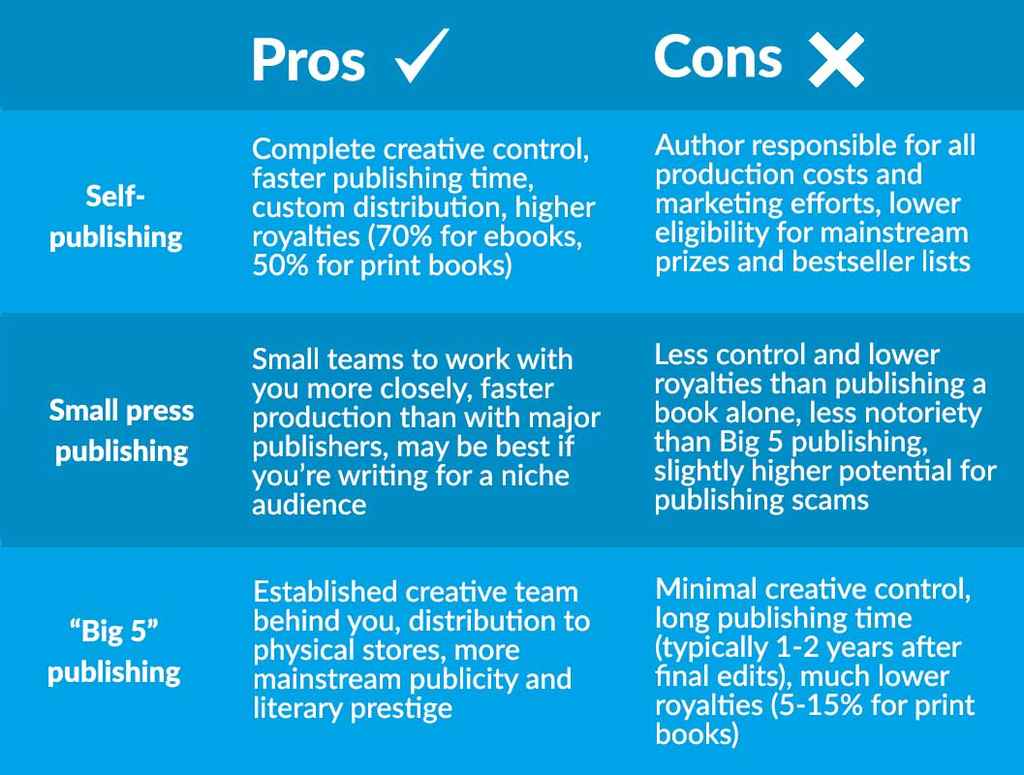 Pros ✓
Cons ✕
Self-
publishing
Complete creative control,
faster publishing time,
custom distribution, higher
royalties (70% for ebooks,
50% for print books)
Author responsible for all
production costs and
marketing efforts, lower
eligibility for mainstream
prizes and bestseller lists
Small press
publishing
Small teams to work with
you more closely, faster
production than with major
publishers, may be best if
you’re writing for a niche
audience
Less control and lower
royalties than publishing a
book alone, less notoriety
than Big 5 publishing,
slightly higher potential for
publishing scams
“Big 5”
publishing
Established creative team
behind you, distribution to
physical stores, more
mainstream publicity and
literary prestige
Minimal creative control,
long publishing time
(typically 1-2 years after
final edits), much lower
royalties (5-15% for print
books)